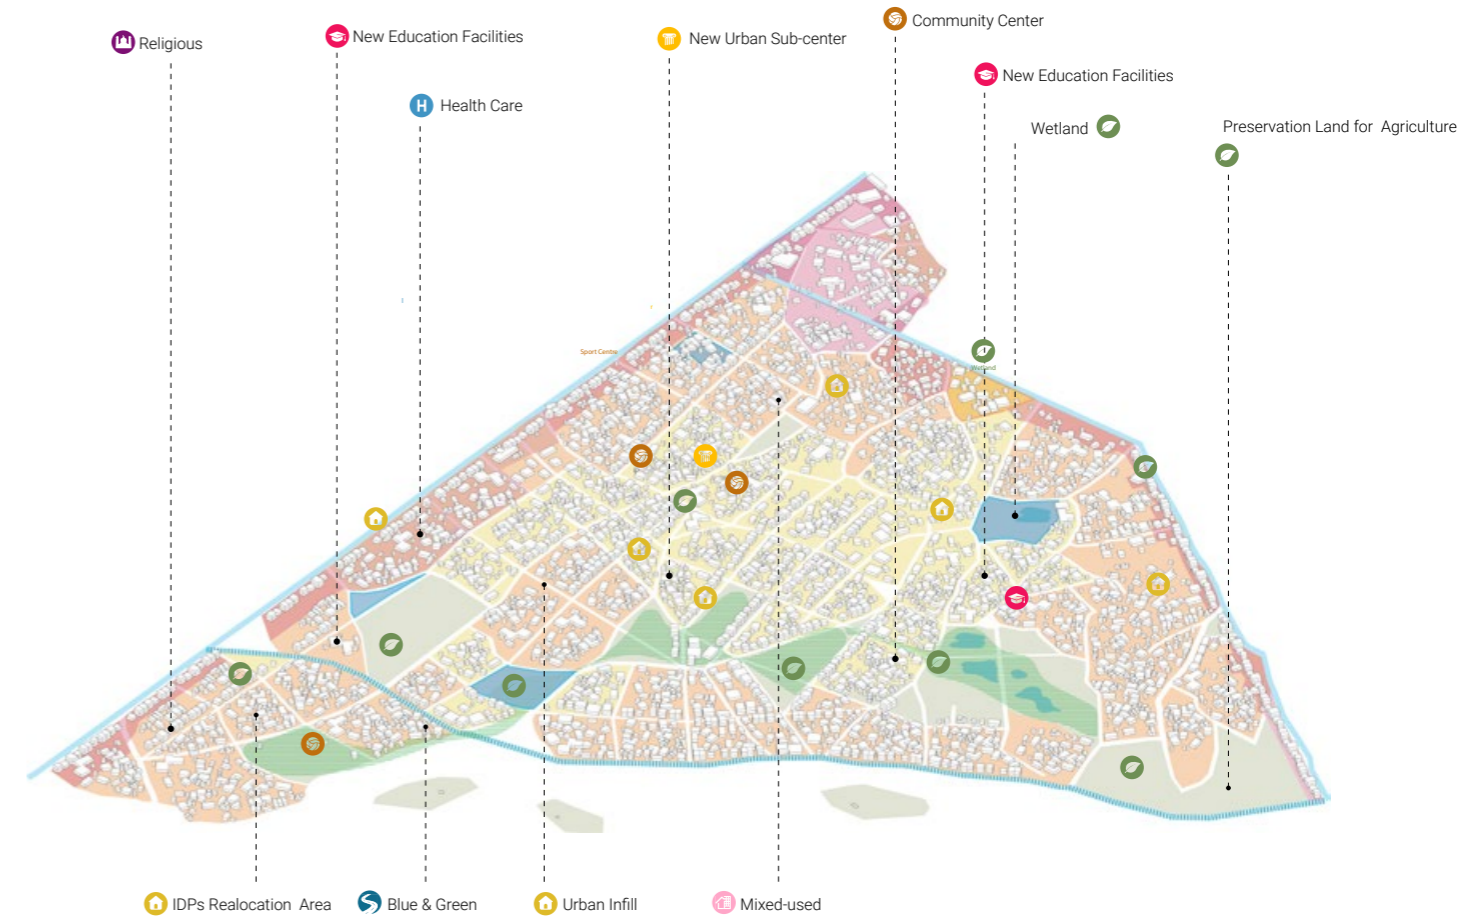 Community Center
New Education Facilities
New Urban Sub-center
Religious
New Education Facilities
Health Care
H
Wetland
Preservation Land for Agriculture
Sport Centre
Wetland
IDPs Realocation Area
Blue & Green
Urban Infill
Mixed-used